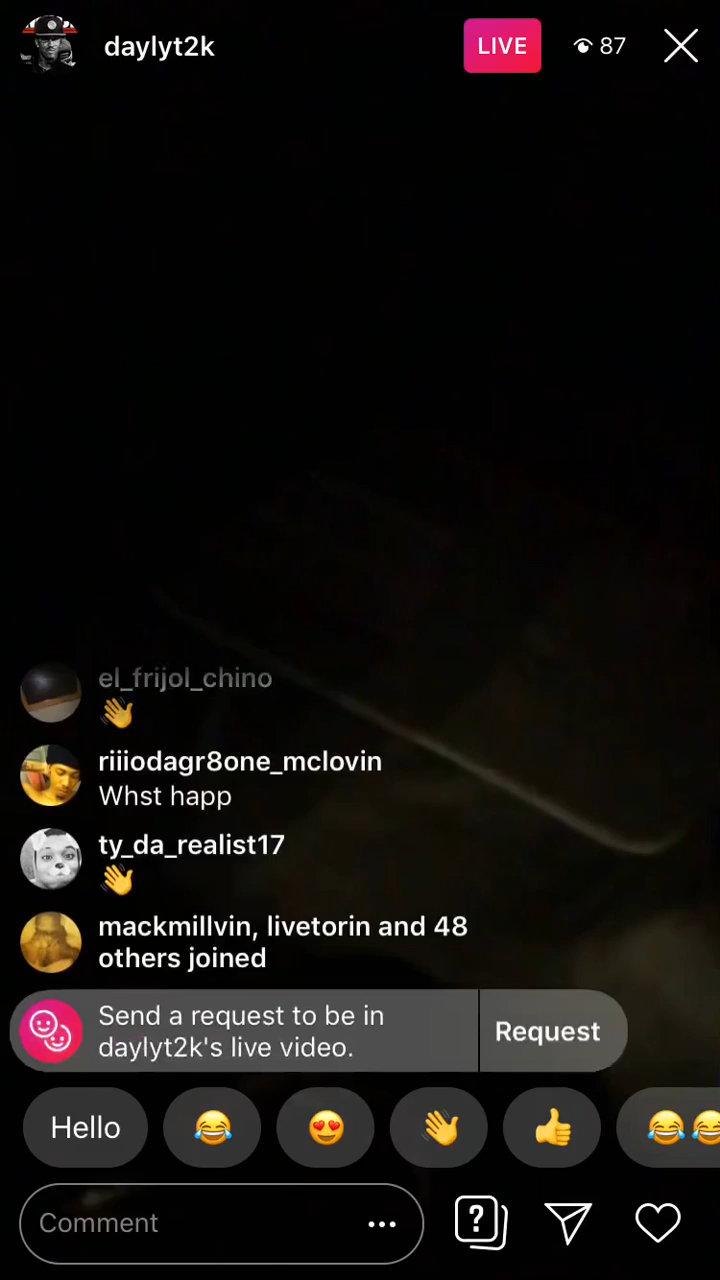 daylyt2k
LIVE
87
el_frijol_chino
👋
riiiodagr8one_mclovin
Whst happ
ty_da_realist17
👋
mackmillvin, livetorin and 48
others joined
Send a request to be in
daylyt2k's live video.
Request
Hello 😂 😍 👋 👍 😂😂
Comment
?